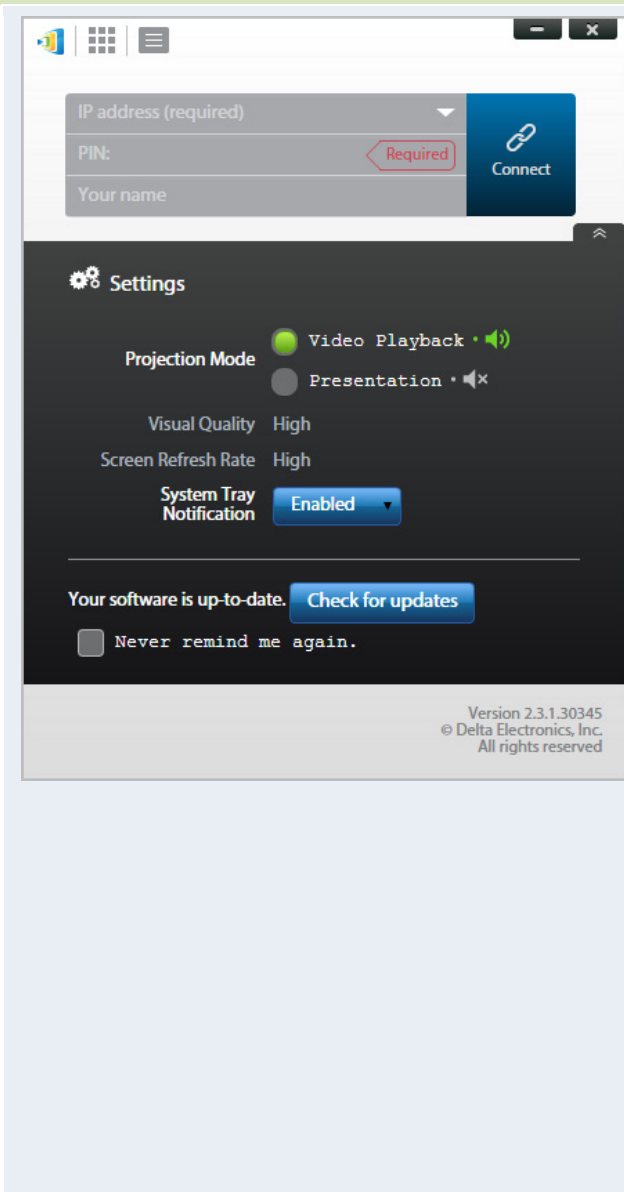 IP address (required)
PIN:
Required
Your name
Connect
Settings
Projection Mode
Video Playback
Presentation
Visual Quality High
Screen Refresh Rate High
System Tray
Notification
Enabled
Your software is up-to-date. Check for updates
Never remind me again.
Version 2.3.1.30345
© Delta Electronics, Inc.
All rights reserved